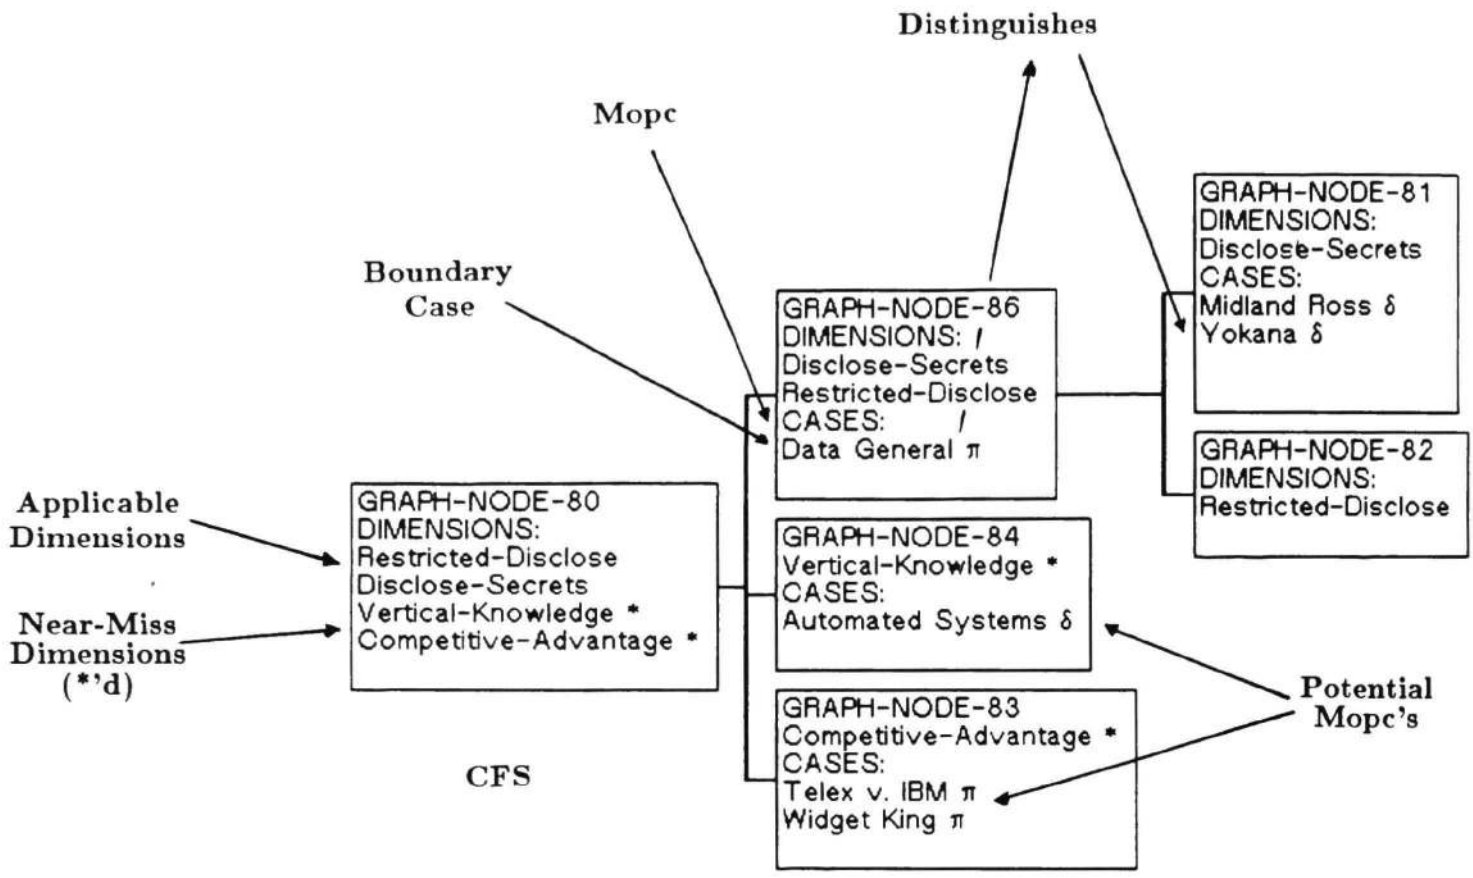 Distinguishes
Mopc
Boundary
Case
Applicable
Dimensions
Near-Miss
Dimensions
(*'d)
GRAPH-NODE-80
DIMENSIONS:
Restricted-Disclose
Disclose-Secrets
Vertical-Knowledge *
Competitive-Advantage *
CFS
GRAPH-NODE-86
DIMENSIONS:
Disclose-Secrets
Restricted-Disclose
CASES:
Data General π
GRAPH-NODE-84
Vertical-Knowledge *
CASES:
Automated Systems δ
GRAPH-NODE-83
Competitive-Advantage *
CASES:
Telex v. IBM π
Widget King π
GRAPH-NODE-81
DIMENSIONS:
Disclose-Secrets
CASES:
Midland Ross δ
Yokana δ
GRAPH-NODE-82
DIMENSIONS:
Restricted-Disclose
Potential
Mopc's